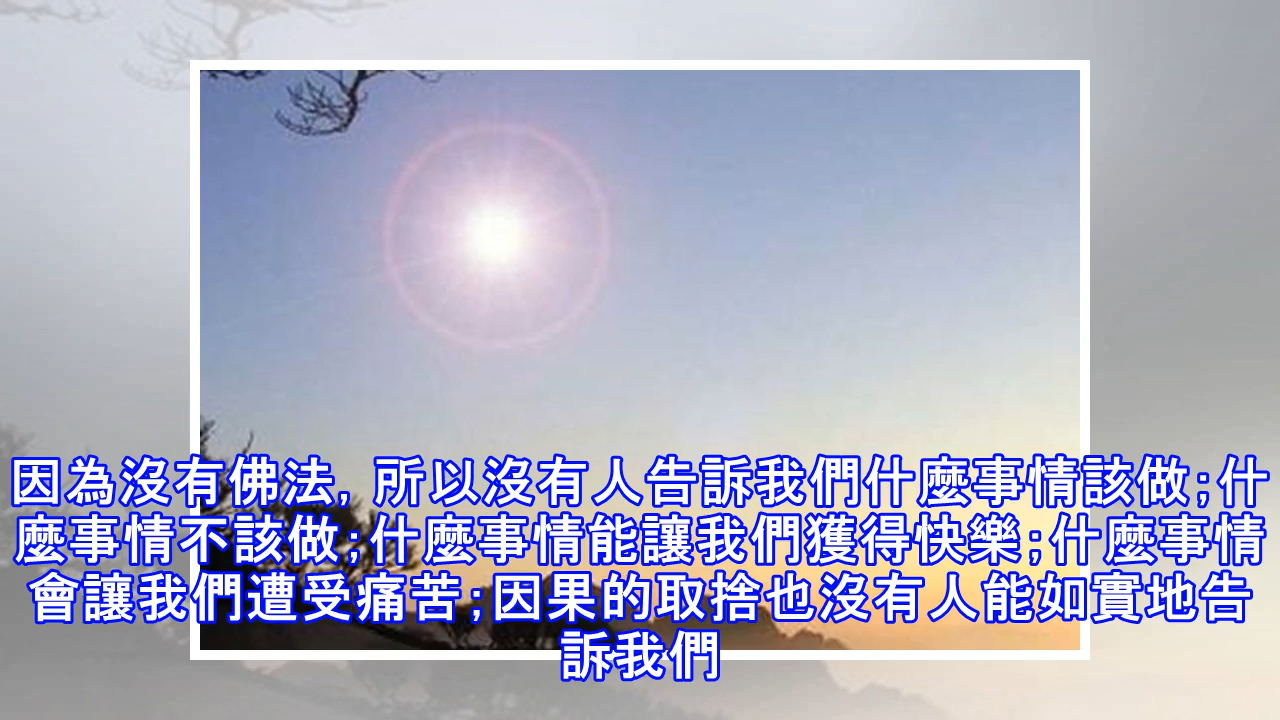 因為沒有佛法,所以沒有人告訴我們什麼事情該做;什
麼事情不該做;什麼事情能讓我們獲得快樂;什麼事情
會讓我們遭受痛苦;因果的取捨也沒有人能如實地告
訴我們